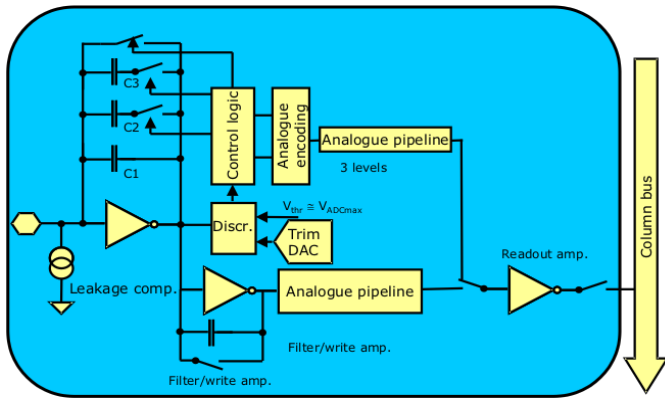 C3
C2
C1
Control logic
Analogue
encoding
Analogue pipeline
3 levels
Discr.
Vthr ≅ VADCmax
Trim
DAC
Leakage comp.
Analogue pipeline
Readout amp.
Filter/write amp.
Filter/write amp.
Column bus